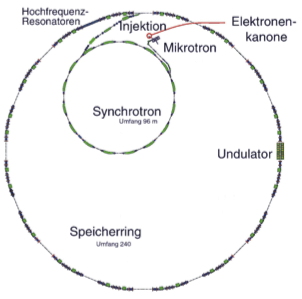 Hochfrequenz-
Resonatoren
Injektion
Elektronen-
kanone
Mikrotron
Synchrotron
Umfang 96 m
Undulator
Speicherring
Umfang 240